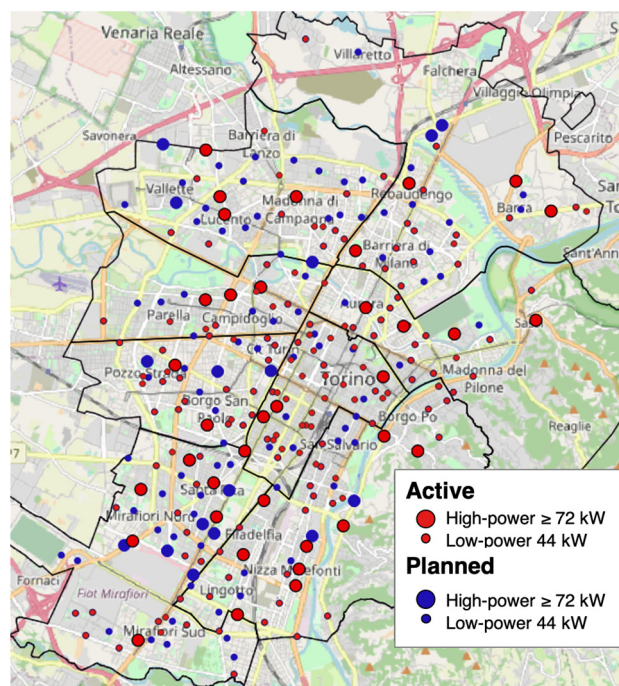 Venaria Reale
Villaretto
Altessano
Falchera
Villaggio Olimpia
Savonera
Barriera di
Lanzo
Pescarito
Vallette
Rebaudengo
Madonna di
Campagna
Lucento
Barca
Barriera di
Milano
Sant'Ann
Aurora
Parella
Campidoglio
Sassi
Torino
Pozzo Strada
Madonna del
Pilone
Borgo San
Paolo
Borgo Po
Reaglie
San Salvario
7
Santa Rita
Mirafiori Nord
Filadelfia
Fornaci
Nizza Millefonti
Fiat Mirafiori
Lingotto
Mirafiori Sud
Active
High-power ≥ 72 kW
Low-power 44 kW
Planned
High-power ≥ 72 kW
Low-power 44 kW